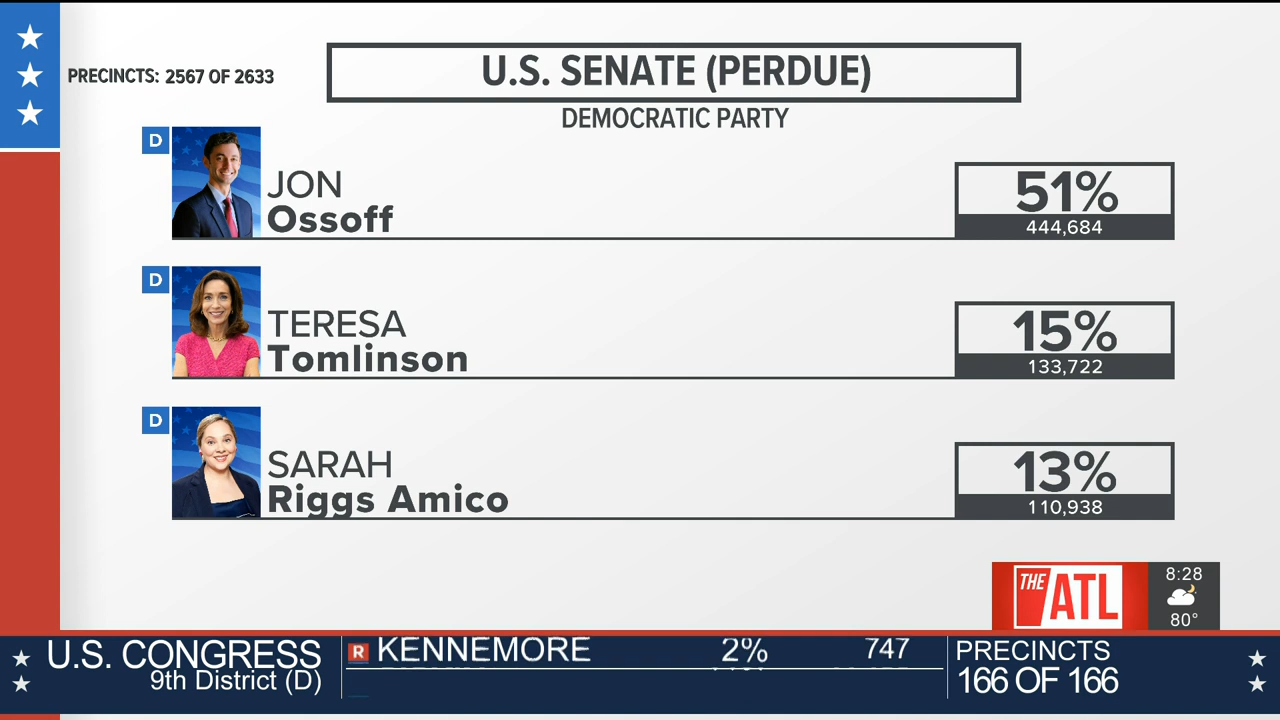 PRECINCTS: 2567 OF 2633
U.S. SENATE (PERDUE)
DEMOCRATIC PARTY
D
JON
Ossoff
51%
444,684
D
TERESA
Tomlinson
15%
133,722
D
SARAH
Riggs Amico
13%
110,938
THE ATL
8:28
80°
U.S. CONGRESS
9th District (D)
R KENNEMORE 2% 747
PRECINCTS
166 OF 166